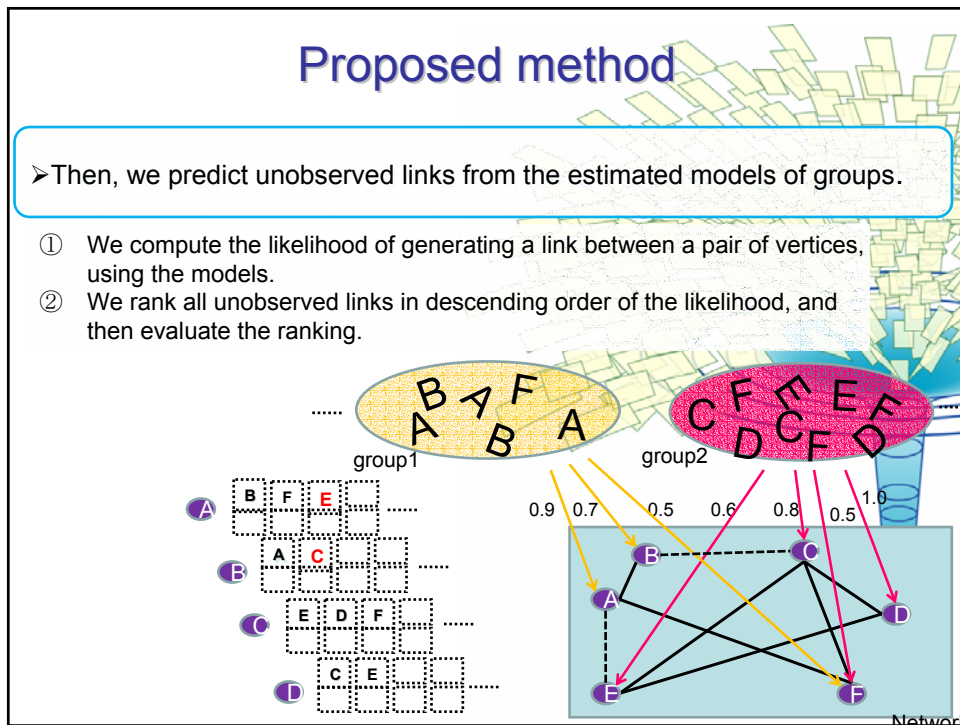 Proposed method
➢Then, we predict unobserved links from the estimated models of groups.
① We compute the likelihood of generating a link between a pair of vertices,
using the models.
② We rank all unobserved links in descending order of the likelihood, and
then evaluate the ranking.
...... B A F A B A
C F E E F D C F D ......
group1
group2
A B F E ......
B A C ......
C E D F ......
D C E ......
0.9 0.7 0.5 0.6 0.8 0.5 1.0
B C
A D
E F
Networ